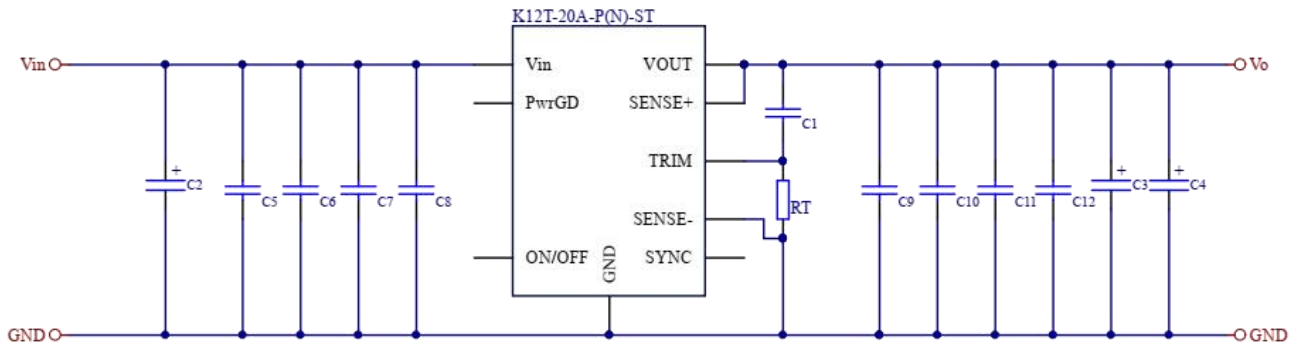 K12T-20A-P(N)-ST
Vin
Vin
VOUT
Vo
PwrGD
SENSE+
C1
TRIM
+
C2
C5
C6
C7
C8
RT
C9
C10
C11
C12
+
C3
+
C4
SENSE-
ON/OFF
GND
SYNC
GND
GND